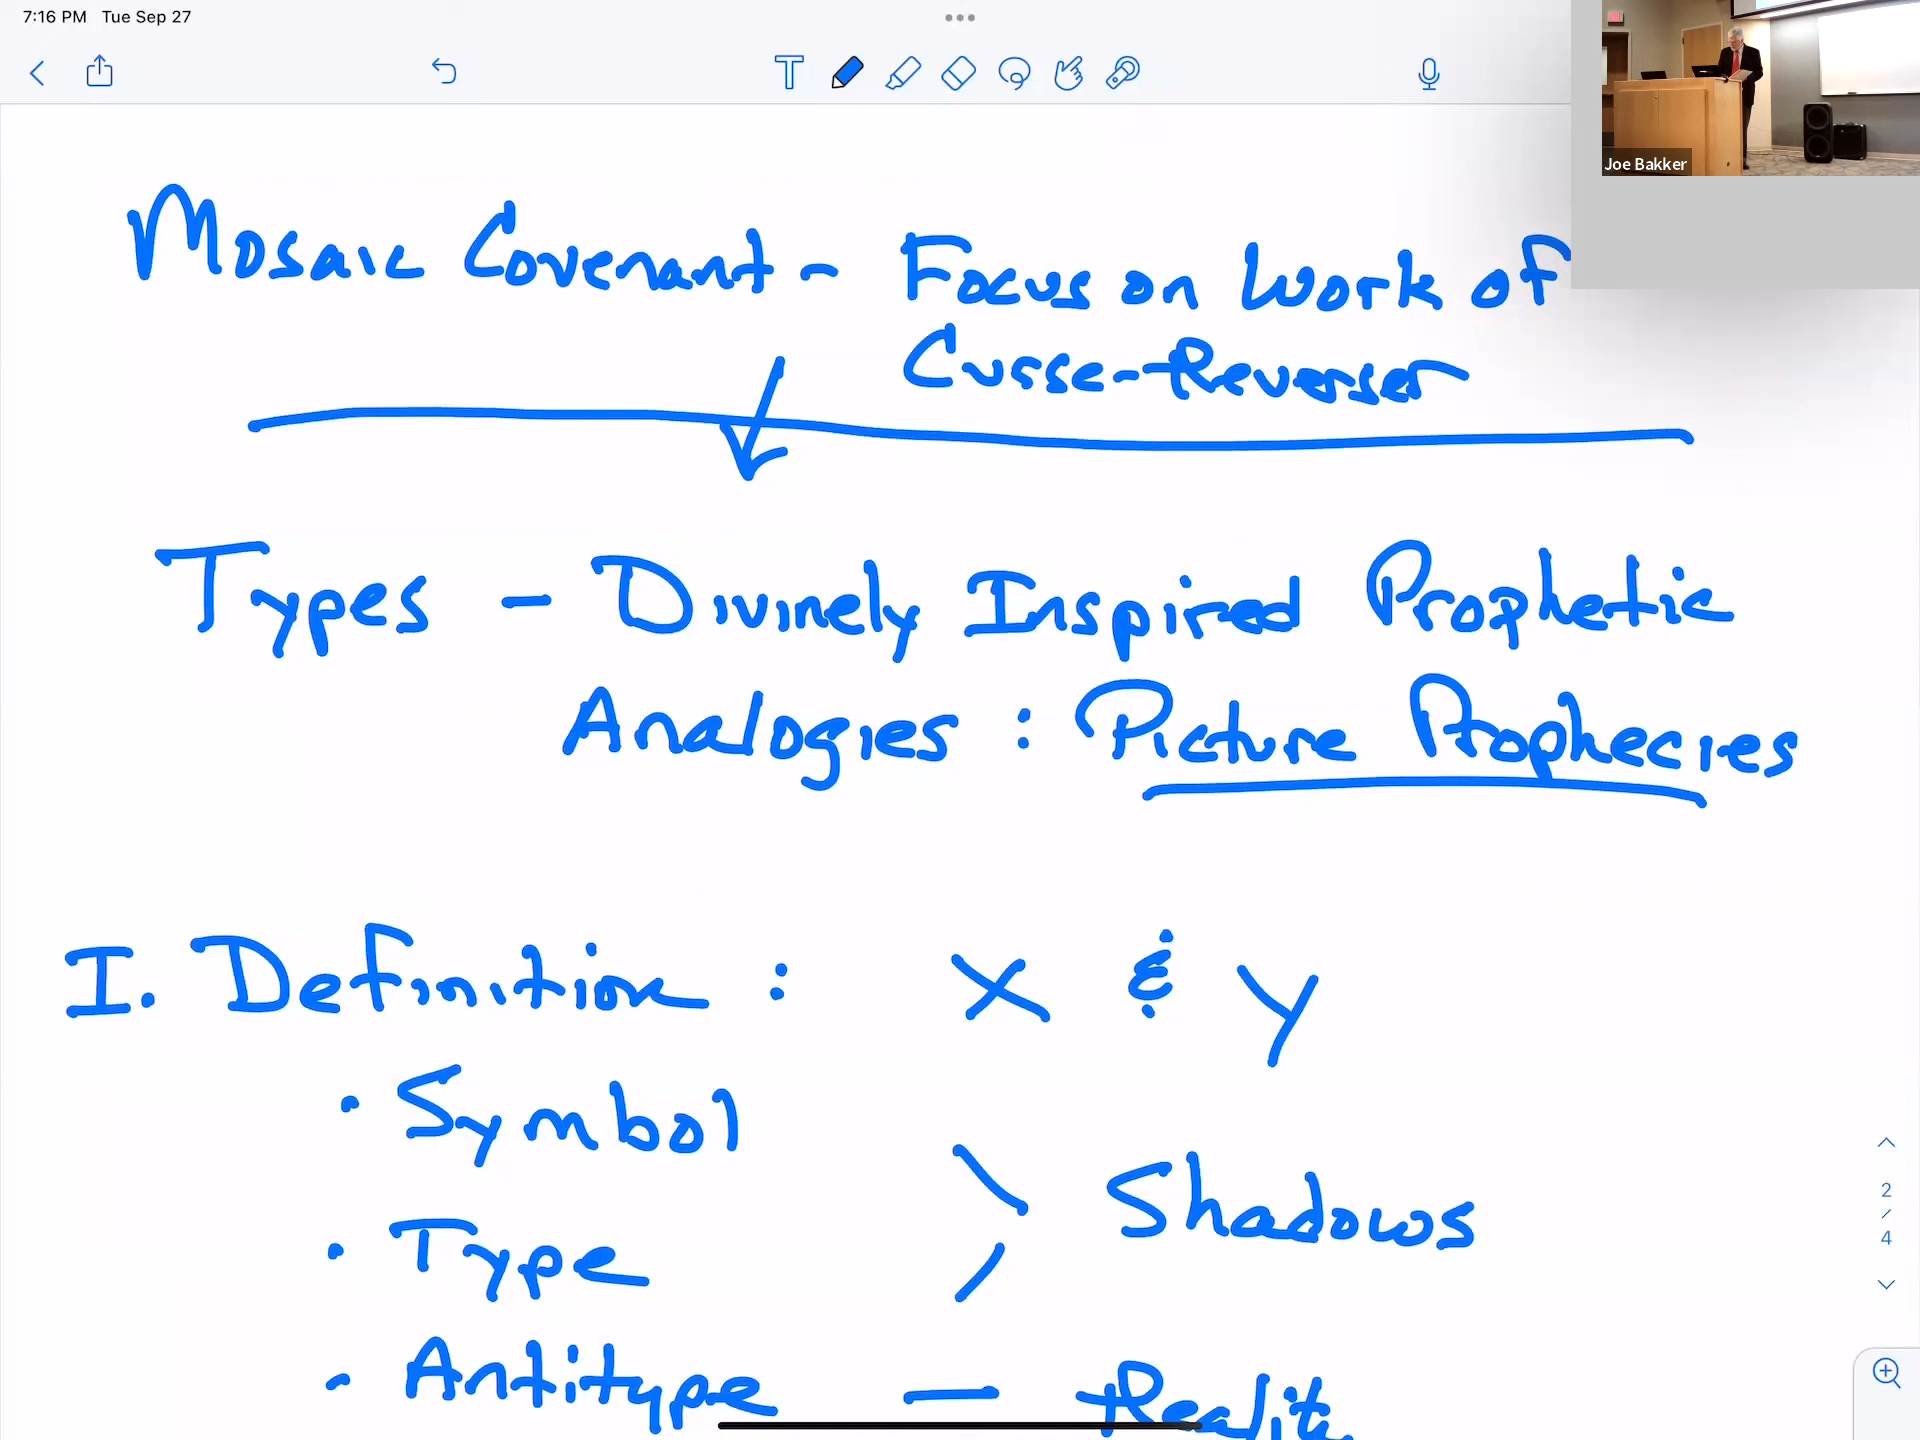 7:16 PM Tue Sep 27
T
Joe Bakker
Mosaic Covenant - Focus on Work of
Curse-Reverser
Types - Divinely Inspired Prophetic
Analogies : Picture Prophecies
I. Definition : X & Y
• Symbol
Shadows
• Type
• Antitype — Reality
2
/
4